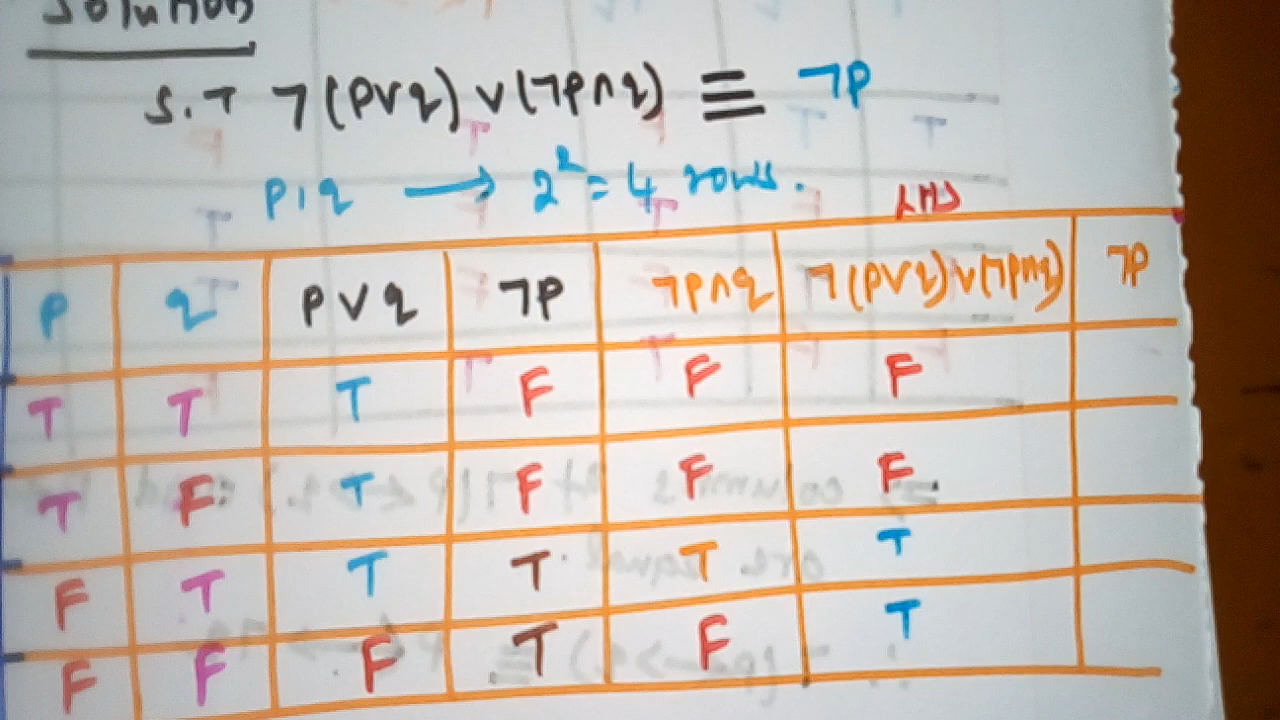 Solution
S.T ¬(P∨q)∨(¬P∧q) ≡ ¬P
P,q → 2² = 4 rows.
LHS
P q P∨q ¬P ¬P∧q ¬(P∨q)∨(¬P∧q) ¬P
T T T F F F
T F T F F F
F T T T T T
F F F T F T